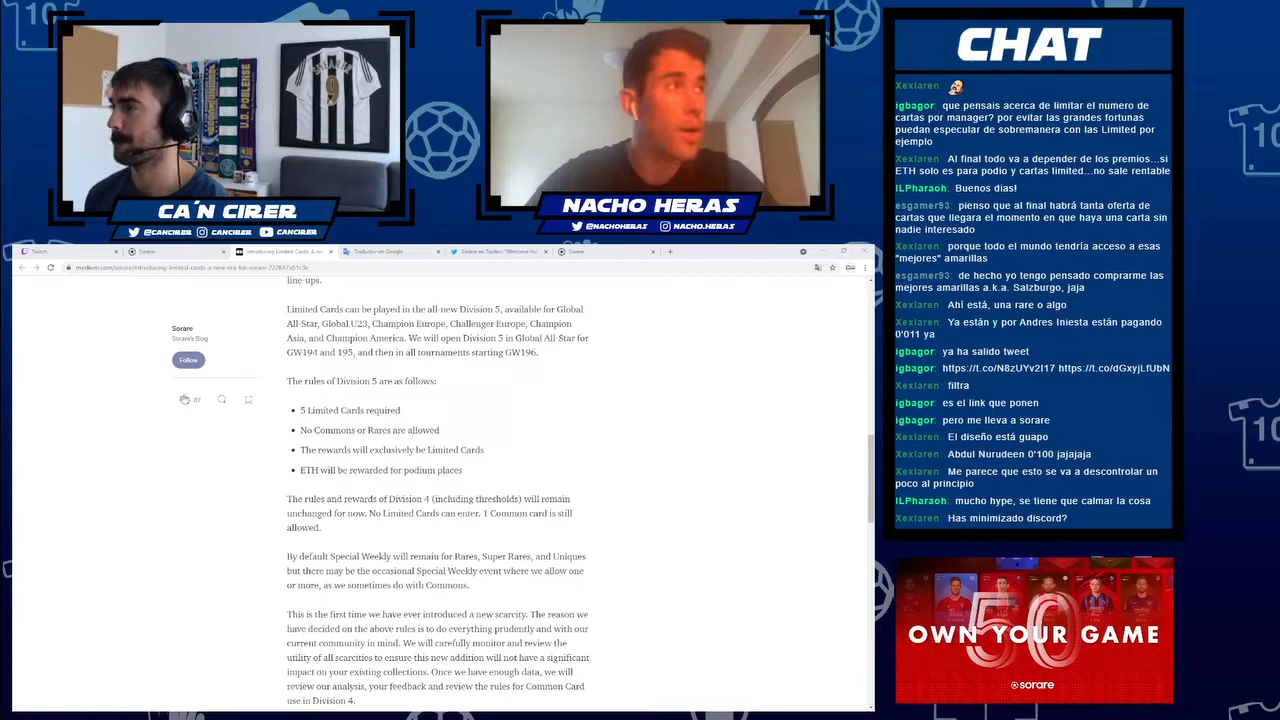 CA´N CIRER
@CANCIRER CANCIRER CANCIRER
NACHO HERAS
@NACHOHERAS NACHO.HERAS
CHAT
Xexlaren:
igbagor: que pensais acerca de limitar el numero de
cartas por manager? por evitar las grandes fortunas
puedan especular de sobremanera con las Limited por
ejemplo
Xexlaren Al final todo va a depender de los premios...si
ETH solo es para podio y cartas limited...no sale rentable
ILPharaoh: Buenos dias!
esgamer93: pienso que al final habrá tanta oferta de
cartas que llegara el momento en que haya una carta sin
nadie interesado
Xexlaren porque todo el mundo tendría acceso a esas
"mejores" amarillas
esgamer93: de hecho yo tengo pensado comprarme las
mejores amarillas a.k.a. Salzburgo, jaja
Xexlaren Ahí está, una rare o algo
Xexlaren Ya están y por Andres Iniesta están pagando
0'011 ya
igbagor: ya ha salido tweet
igbagor: https://t.co/N8zUYv2I17 https://t.co/dGxyjLfUbN
Xexlaren filtra
igbagor: es el link que ponen
igbagor: pero me lleva a sorare
Xexlaren El diseño está guapo
Xexlaren Abdul Nurudeen 0'100 jajajaja
Xexlaren Me parece que esto se va a descontrolar un
poco al principio
ILPharaoh: mucho hype, se tiene que calmar la cosa
Xexlaren: Has minimizado discord?
Twitch
Sorare
Introducing Limited Cards: A ne
Traductor de Google
Sorare en Twitter: "Welcome
Sorare
line-ups.
Limited Cards can be played in the all-new Division 5, available for Global
All-Star, Global U23, Champion Europe, Challenger Europe, Champion
Asia, and Champion America. We will open Division 5 in Global All-Star for
GW194 and 195, and then in all tournaments starting GW196.
Sorare
Sorare's Blog
Follow
The rules of Division 5 are as follows:
5 Limited Cards required
No Commons or Rares are allowed
The rewards will exclusively be Limited Cards
ETH will be rewarded for podium places
The rules and rewards of Division 4 (including thresholds) will remain
unchanged for now. No Limited Cards can enter. 1 Common card is still
allowed.
By default Special Weekly will remain for Rares, Super Rares, and Uniques
but there may be the occasional Special Weekly event where we allow one
or more, as we sometimes do with Commons.
This is the first time we have ever introduced a new scarcity. The reason we
have decided on the above rules is to do everything prudently and with our
current community in mind. We will carefully monitor and review the
utility of all scarcities to ensure this new addition will not have a significant
impact on your existing collections. Once we have enough data, we will
review our analysis, your feedback and review the rules for Common Card
use in Division 4.
50
OWN YOUR GAME
sorare